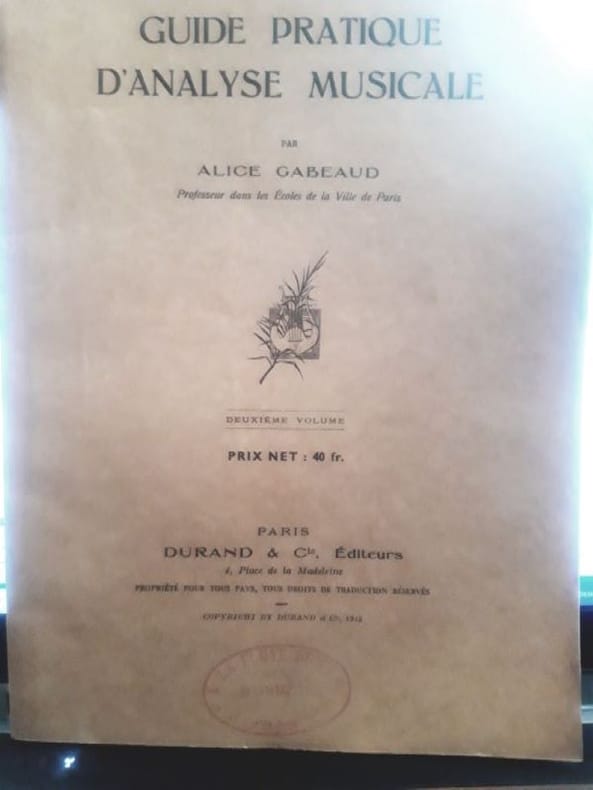 GUIDE PRATIQUE
D'ANALYSE MUSICALE
PAR
ALICE GABEAUD
Professeur dans les Écoles de la Ville de Paris
DEUXIÈME VOLUME
PRIX NET : 40 fr.
PARIS
DURAND & Cie, Éditeurs
4, Place de la Madeleine
PROPRIÉTÉ POUR TOUS PAYS, TOUS DROITS DE TRADUCTION RÉSERVÉS
COPYRIGHT BY DURAND & Cie,